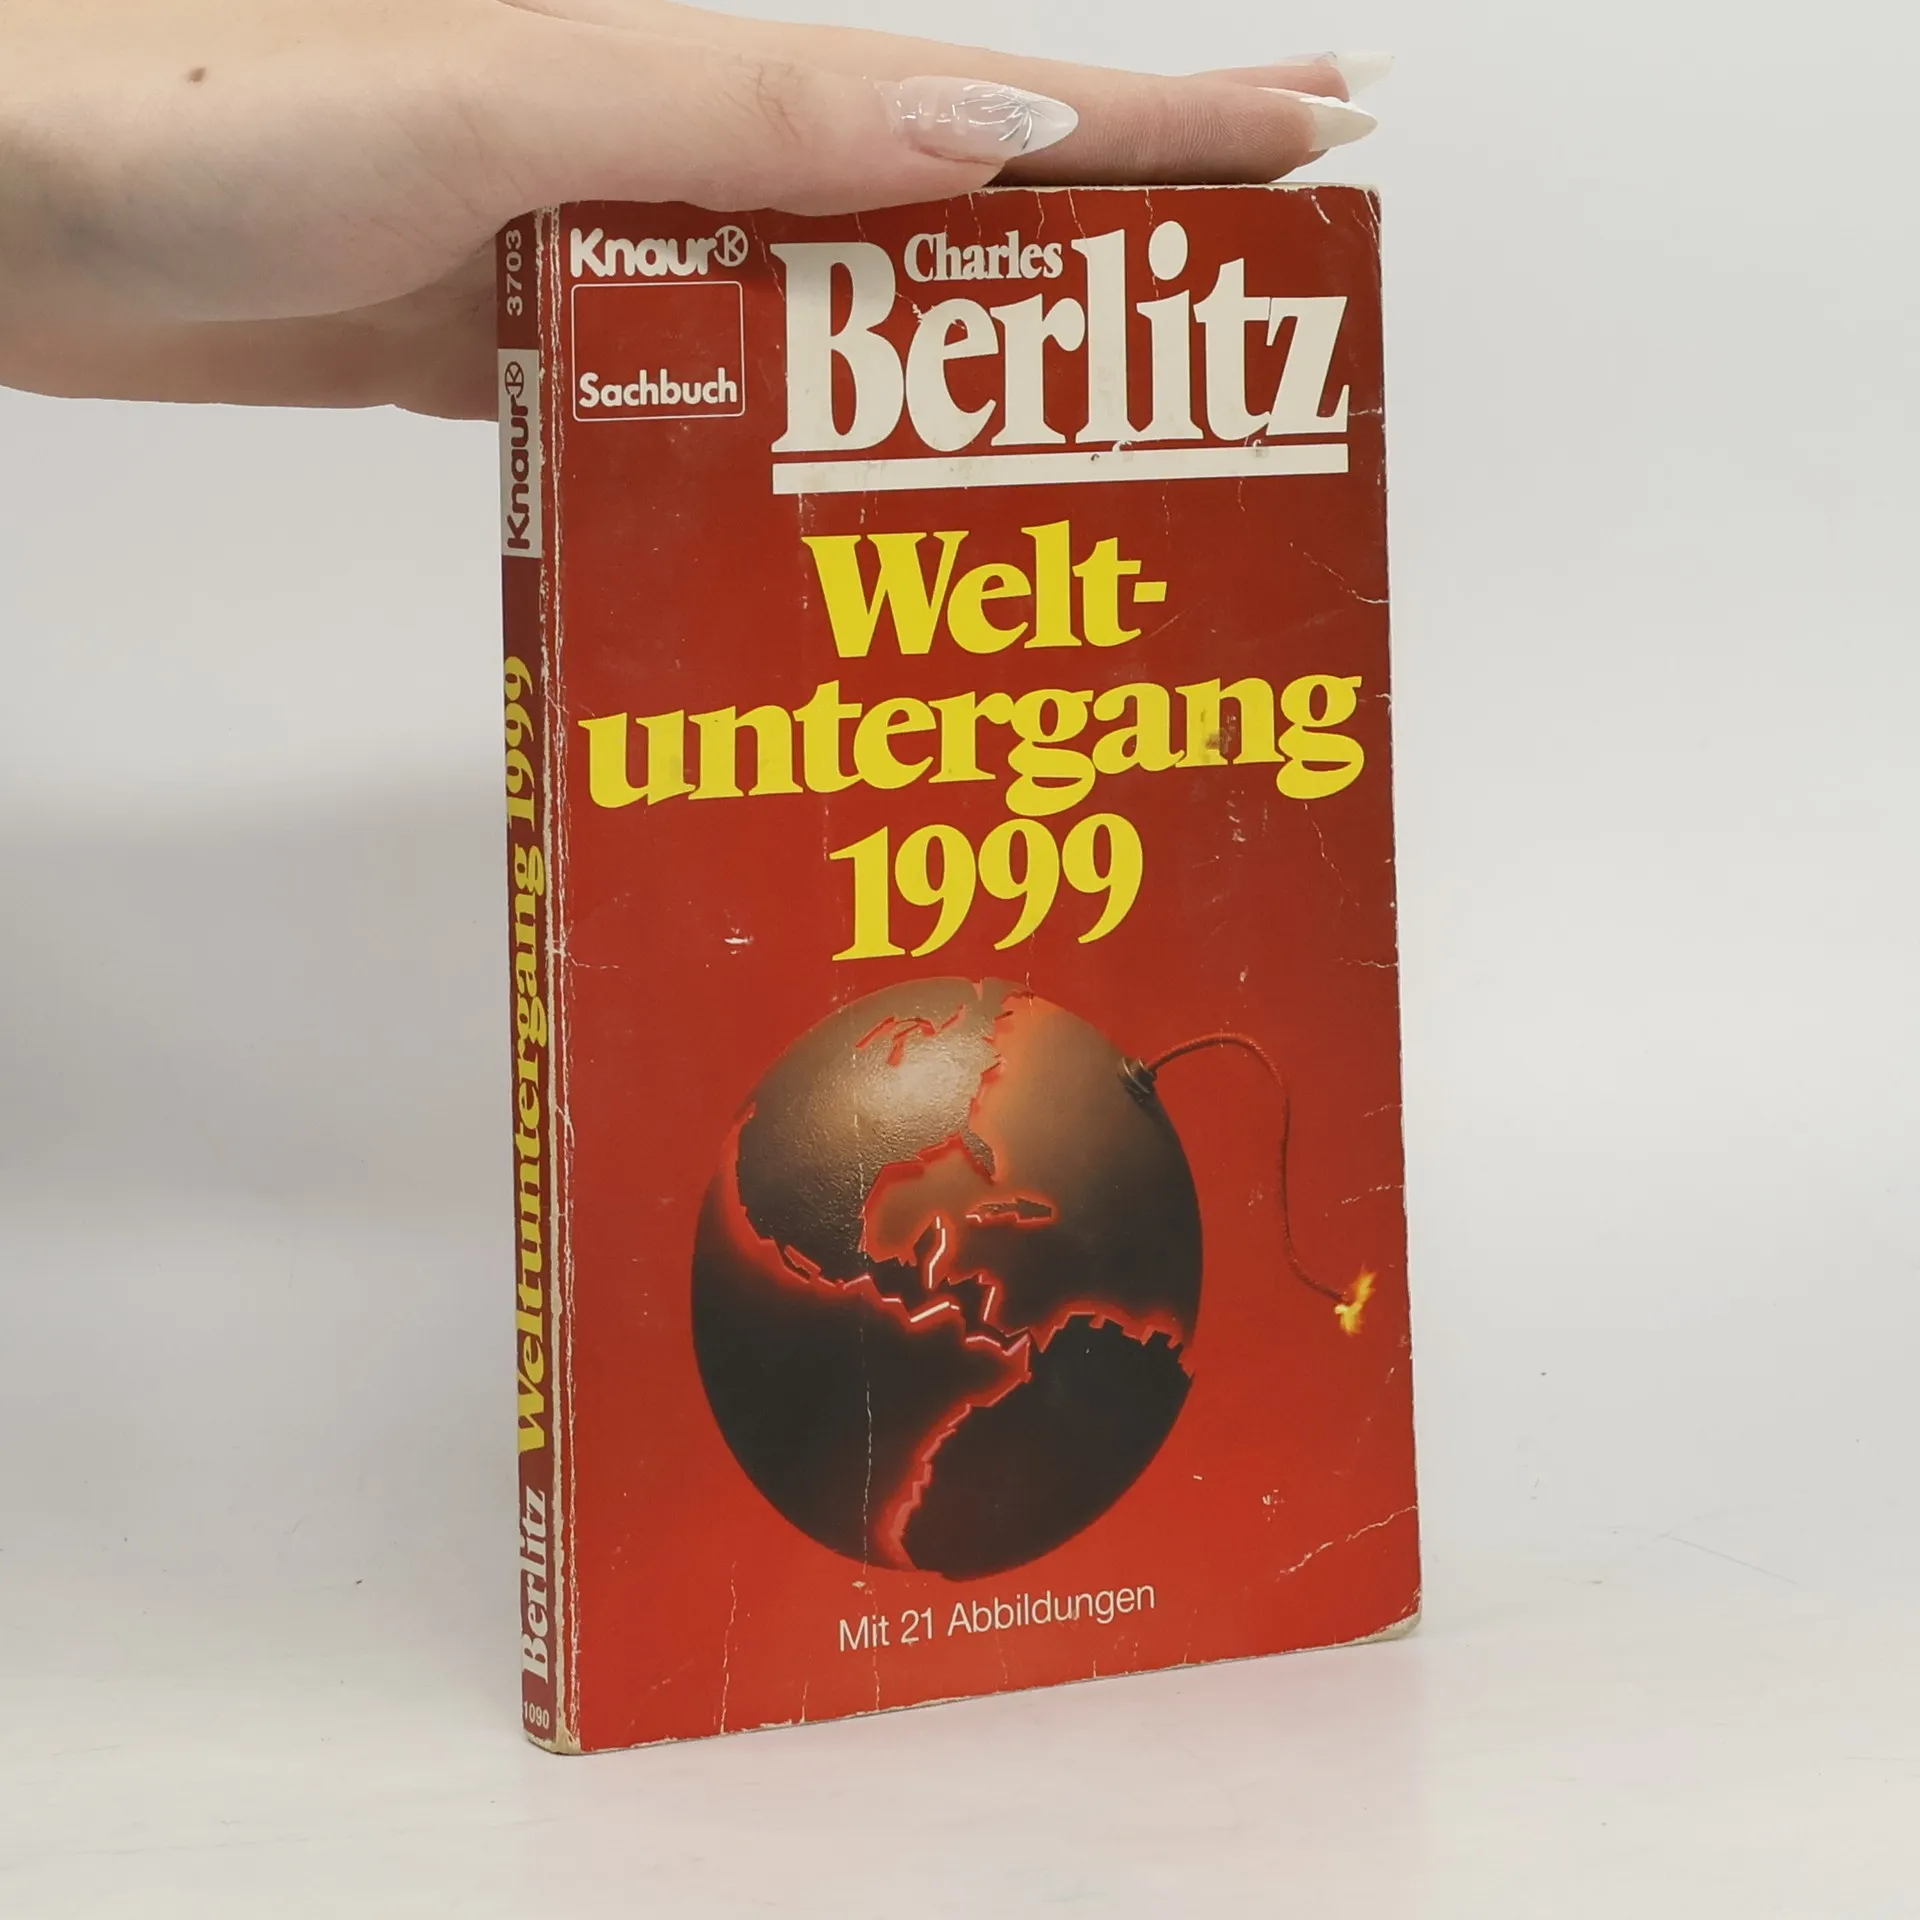 Knaur
Sachbuch
Charles
Berlitz
Welt-
untergang
1999
Mit 21 Abbildungen
3703
Knaur
Berlitz Weltuntergang 1999
1090